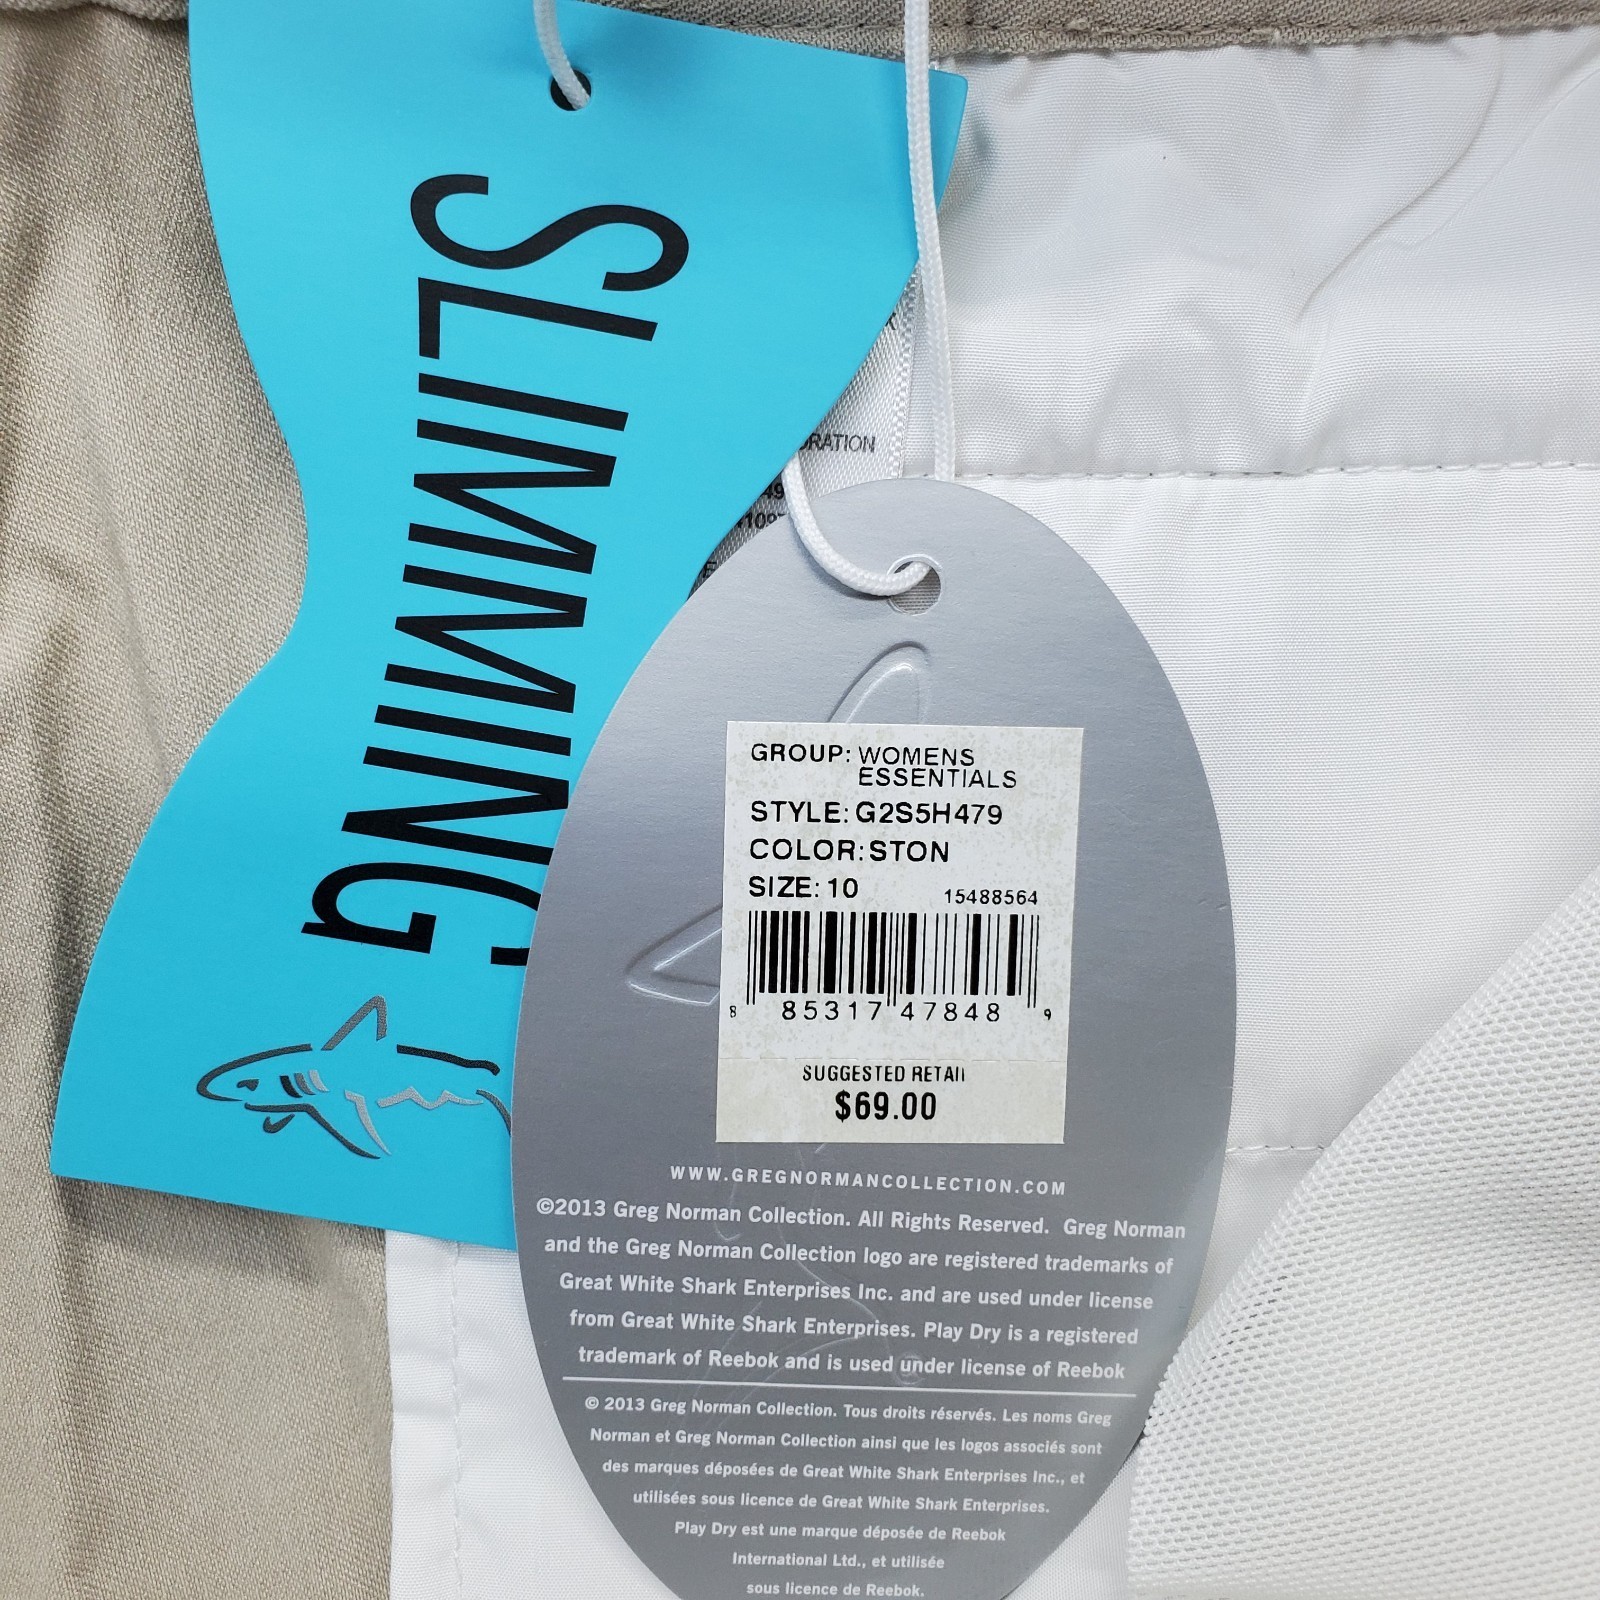 SLIMMING
RATION
GROUP: WOMENS
ESSENTIALS
STYLE: G2S5H479
COLOR: STON
SIZE: 10
15488564
8 85317 47848 9
SUGGESTED RETAIL
$69.00
WWW.GREGNORMANCOLLECTION.COM
©2013 Greg Norman Collection. All Rights Reserved. Greg Norman
and the Greg Norman Collection logo are registered trademarks of
Great White Shark Enterprises Inc. and are used under license
from Great White Shark Enterprises. Play Dry is a registered
trademark of Reebok and is used under license of Reebok
© 2013 Greg Norman Collection. Tous droits réservés. Les noms Greg
Norman et Greg Norman Collection ainsi que les logos associés sont
des marques déposées de Great White Shark Enterprises Inc., et
utilisées sous licence de Great White Shark Enterprises.
Play Dry est une marque déposée de Reebok
International Ltd., et utilisée
sous licence de Reebok.